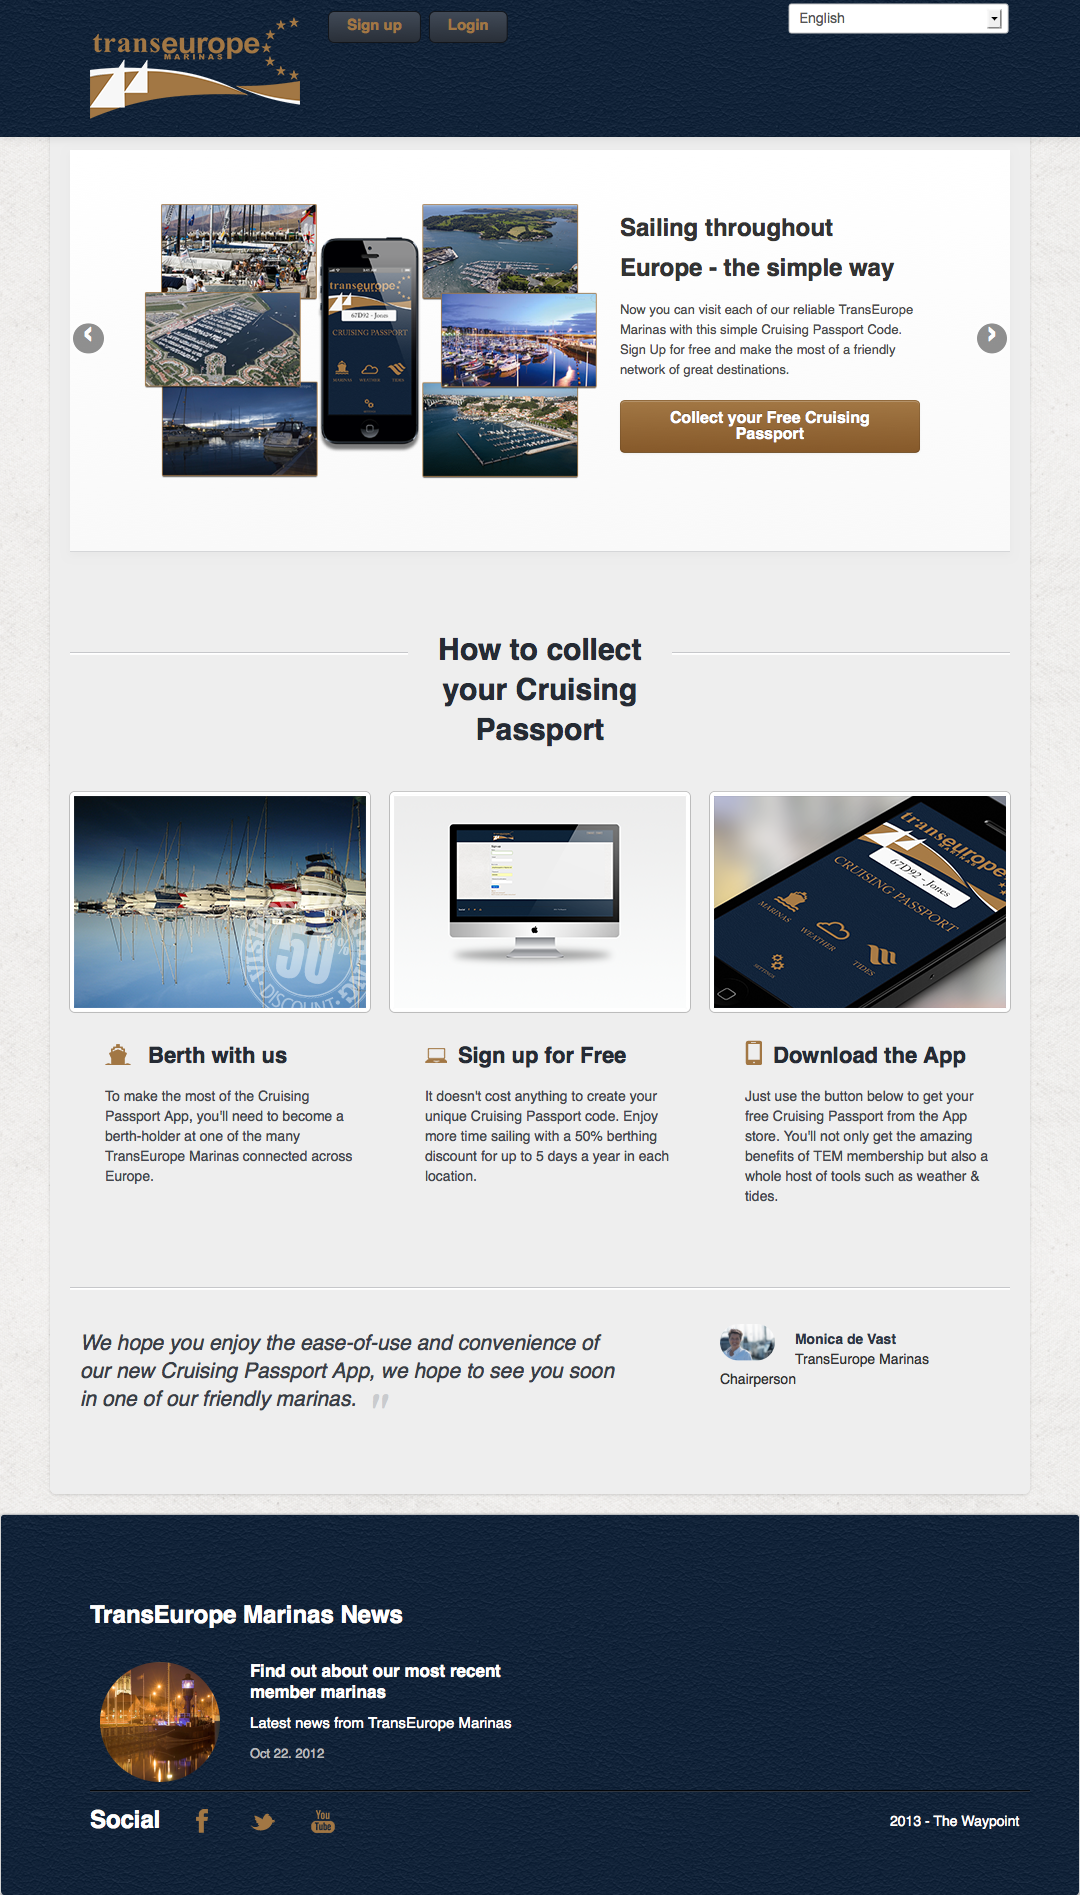 transeurope
MARINAS
Sign up
Login
English
Sailing throughout
Europe - the simple way
Now you can visit each of our reliable TransEurope
Marinas with this simple Cruising Passport Code.
Sign Up for free and make the most of a friendly
network of great destinations.
Collect your Free Cruising
Passport
transeurope
67D92 - Jones
CRUISING PASSPORT
MARINAS WEATHER TIDES
How to collect
your Cruising
Passport
50%
DISCOUNT
transeurope
MARINAS
67D92 - Jones
CRUISING PASSPORT
MARINAS
WEATHER
TIDES
SETTINGS
Berth with us
To make the most of the Cruising
Passport App, you'll need to become a
berth-holder at one of the many
TransEurope Marinas connected across
Europe.
Sign up for Free
It doesn't cost anything to create your
unique Cruising Passport code. Enjoy
more time sailing with a 50% berthing
discount for up to 5 days a year in each
location.
Download the App
Just use the button below to get your
free Cruising Passport from the App
store. You'll not only get the amazing
benefits of TEM membership but also a
whole host of tools such as weather &
tides.
We hope you enjoy the ease-of-use and convenience of
our new Cruising Passport App, we hope to see you soon
in one of our friendly marinas. "
Monica de Vast
TransEurope Marinas
Chairperson
TransEurope Marinas News
Find out about our most recent
member marinas
Latest news from TransEurope Marinas
Oct 22. 2012
Social
You
Tube
2013 - The Waypoint